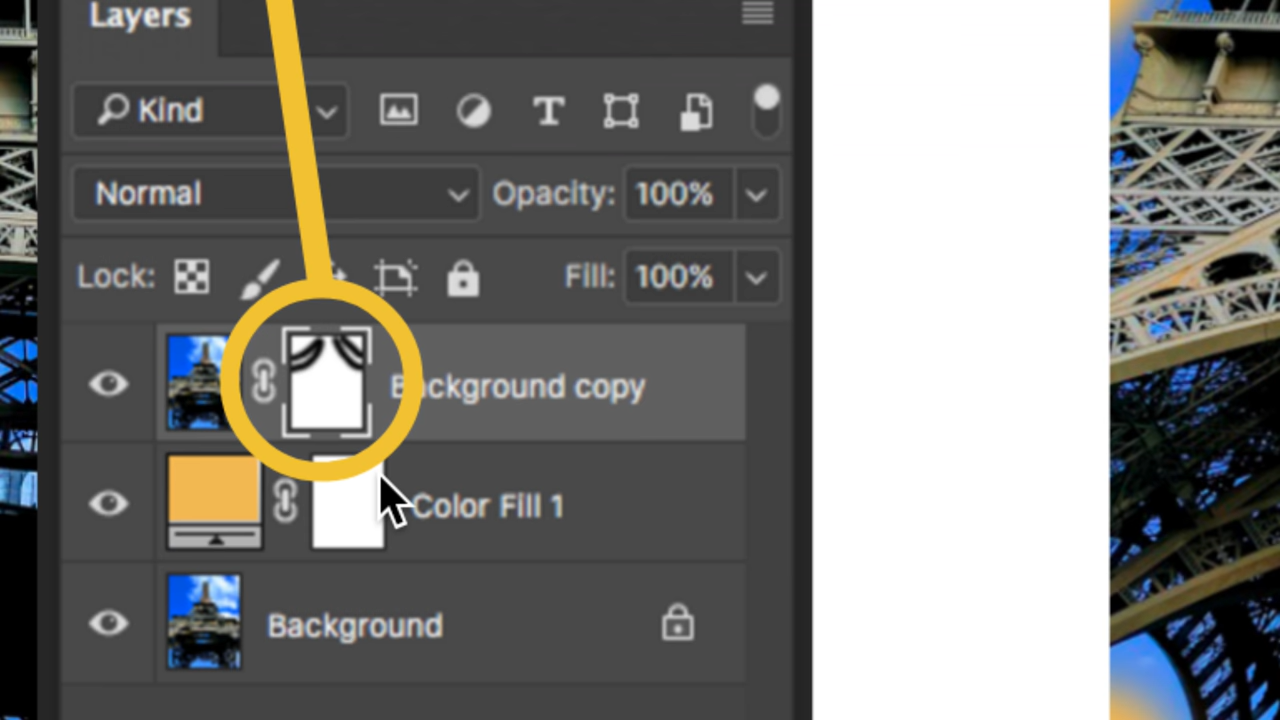 Layers
Kind
Normal Opacity: 100%
Lock: Fill: 100%
Background copy
Color Fill 1
Background